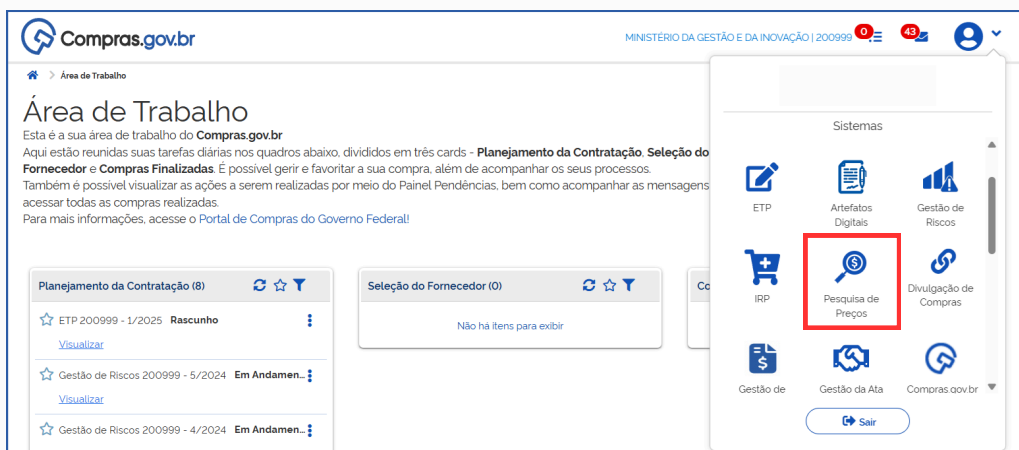 Compras.gov.br
MINISTÉRIO DA GESTÃO E DA INOVAÇÃO | 200999
0
43
Área de Trabalho
Área de Trabalho
Esta é a sua área de trabalho do Compras.gov.br
Aqui estão reunidas suas tarefas diárias nos quadros abaixo, divididos em três cards - Planejamento da Contratação, Seleção do
Fornecedor e Compras Finalizadas. É possível gerir e favoritar a sua compra, além de acompanhar os seus processos.
Também é possível visualizar as ações a serem realizadas por meio do Painel Pendências, bem como acompanhar as mensagens
acessar todas as compras realizadas.
Para mais informações, acesse o Portal de Compras do Governo Federal!
Planejamento da Contratação (8)
ETP 200999 - 1/2025 Rascunho
Visualizar
Gestão de Riscos 200999 - 5/2024 Em Andamen...
Visualizar
Gestão de Riscos 200999 - 4/2024 Em Andamen...
Seleção do Fornecedor (0)
Não há itens para exibir
Co
Sistemas
ETP
Artefatos
Digitais
Gestão de
Riscos
IRP
Pesquisa de
Preços
Divulgação de
Compras
Gestão de
Gestão da Ata
Compras.gov.br
Sair